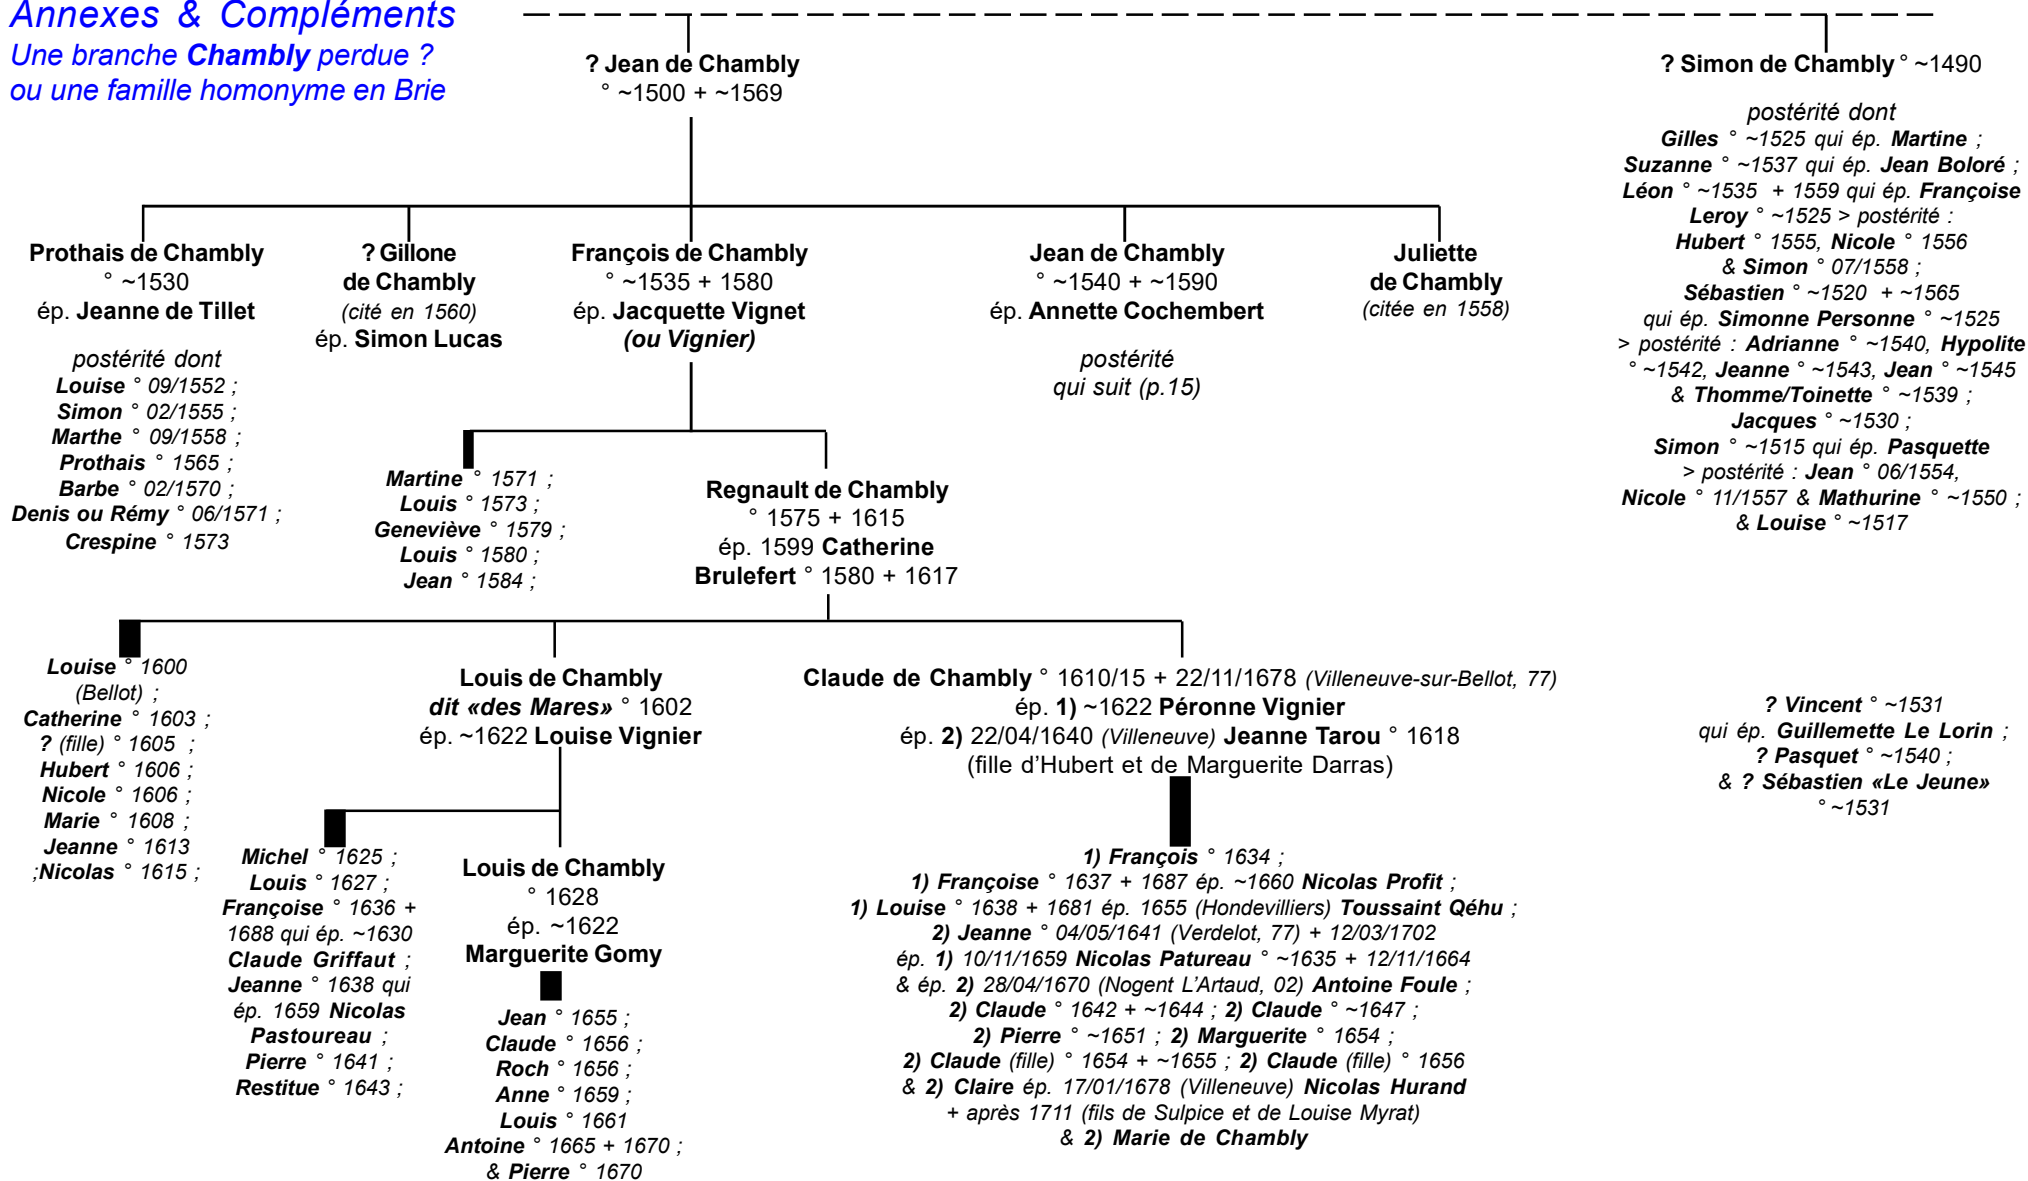 Annexes & Compléments
Une branche Chambly perdue ?
ou une famille homonyme en Brie
? Jean de Chambly
° ~1500 + ~1569
? Simon de Chambly ° ~1490
postérité dont
Gilles ° ~1525 qui ép. Martine ;
Suzanne ° ~1537 qui ép. Jean Boloré ;
Léon ° ~1535 + 1559 qui ép. Françoise
Leroy ° ~1525 > postérité :
Hubert ° 1555, Nicole ° 1556
& Simon ° 07/1558 ;
Sébastien ° ~1520 + ~1565
qui ép. Simonne Personne ° ~1525
> postérité : Adrianne ° ~1540, Hypolite
° ~1542, Jeanne ° ~1543, Jean ° ~1545
& Thomme/Toinette ° ~1539 ;
Jacques ° ~1530 ;
Simon ° ~1515 qui ép. Pasquette
> postérité : Jean ° 06/1554,
Nicole ° 11/1557 & Mathurine ° ~1550 ;
& Louise ° ~1517
Prothais de Chambly
° ~1530
ép. Jeanne de Tillet
postérité dont
Louise ° 09/1552 ;
Simon ° 02/1555 ;
Marthe ° 09/1558 ;
Prothais ° 1565 ;
Barbe ° 02/1570 ;
Denis ou Rémy ° 06/1571 ;
Crespine ° 1573
? Gillone
de Chambly
(cité en 1560)
ép. Simon Lucas
François de Chambly
° ~1535 + 1580
ép. Jacquette Vignet
(ou Vignier)
Jean de Chambly
° ~1540 + ~1590
ép. Annette Cochembert
postérité
qui suit (p.15)
Juliette
de Chambly
(citée en 1558)
Martine ° 1571 ;
Louis ° 1573 ;
Geneviève ° 1579 ;
Louis ° 1580 ;
Jean ° 1584 ;
Regnault de Chambly
° 1575 + 1615
ép. 1599 Catherine
Brulefert ° 1580 + 1617
Louise ° 1600
(Bellot) ;
Catherine ° 1603 ;
? (fille) ° 1605 ;
Hubert ° 1606 ;
Nicole ° 1606 ;
Marie ° 1608 ;
Jeanne ° 1613
;Nicolas ° 1615 ;
Louis de Chambly
dit «des Mares» ° 1602
ép. ~1622 Louise Vignier
Claude de Chambly ° 1610/15 + 22/11/1678 (Villeneuve-sur-Bellot, 77)
ép. 1) ~1622 Péronne Vignier
ép. 2) 22/04/1640 (Villeneuve) Jeanne Tarou ° 1618
(fille d'Hubert et de Marguerite Darras)
? Vincent ° ~1531
qui ép. Guillemette Le Lorin ;
? Pasquet ° ~1540 ;
& ? Sébastien «Le Jeune»
° ~1531
Michel ° 1625 ;
Louis ° 1627 ;
Françoise ° 1636 +
1688 qui ép. ~1630
Claude Griffaut ;
Jeanne ° 1638 qui
ép. 1659 Nicolas
Pastoureau ;
Pierre ° 1641 ;
Restitue ° 1643 ;
Louis de Chambly
° 1628
ép. ~1622
Marguerite Gomy
Jean ° 1655 ;
Claude ° 1656 ;
Roch ° 1656 ;
Anne ° 1659 ;
Louis ° 1661
Antoine ° 1665 + 1670 ;
& Pierre ° 1670
1) François ° 1634 ;
1) Françoise ° 1637 + 1687 ép. ~1660 Nicolas Profit ;
1) Louise ° 1638 + 1681 ép. 1655 (Hondevilliers) Toussaint Qéhu ;
2) Jeanne ° 04/05/1641 (Verdelot, 77) + 12/03/1702
ép. 1) 10/11/1659 Nicolas Patureau ° ~1635 + 12/11/1664
& ép. 2) 28/04/1670 (Nogent L'Artaud, 02) Antoine Foule ;
2) Claude ° 1642 + ~1644 ; 2) Claude ° ~1647 ;
2) Pierre ° ~1651 ; 2) Marguerite ° 1654 ;
2) Claude (fille) ° 1654 + ~1655 ; 2) Claude (fille) ° 1656
& 2) Claire ép. 17/01/1678 (Villeneuve) Nicolas Hurand
+ après 1711 (fils de Sulpice et de Louise Myrat)
& 2) Marie de Chambly